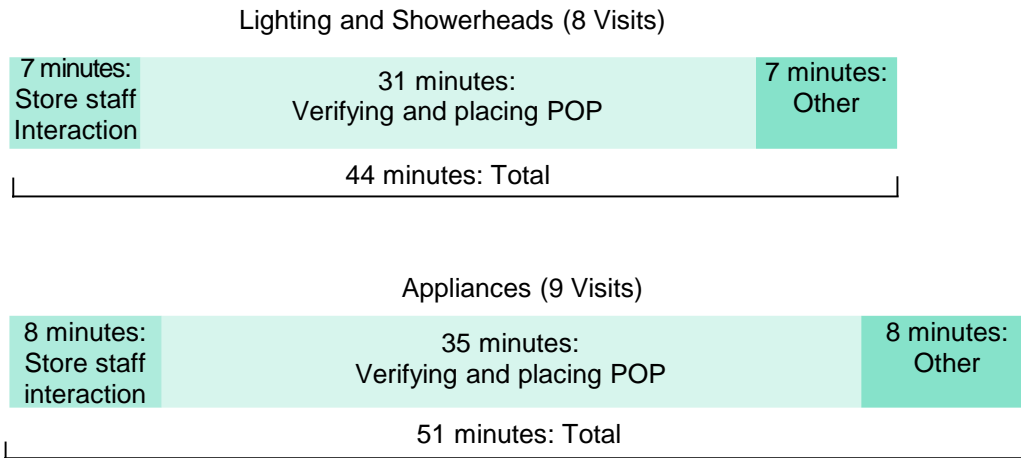 Lighting and Showerheads (8 Visits)
7 minutes:
Store staff
Interaction
31 minutes:
Verifying and placing POP
7 minutes:
Other
44 minutes: Total
Appliances (9 Visits)
8 minutes:
Store staff
interaction
35 minutes:
Verifying and placing POP
8 minutes:
Other
51 minutes: Total